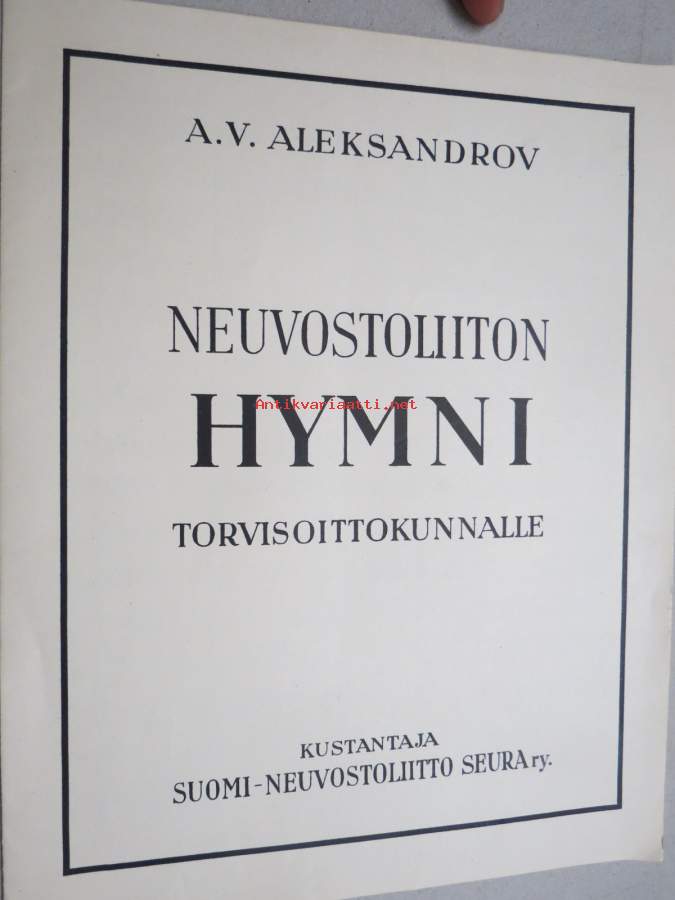 A.V. ALEKSANDROV
NEUVOSTOLIITON
HYMNI
Antikvariaatti.net
TORVISOITTOKUNNALLE
KUSTANTAJA
SUOMI-NEUVOSTOLIITTO SEURA ry.